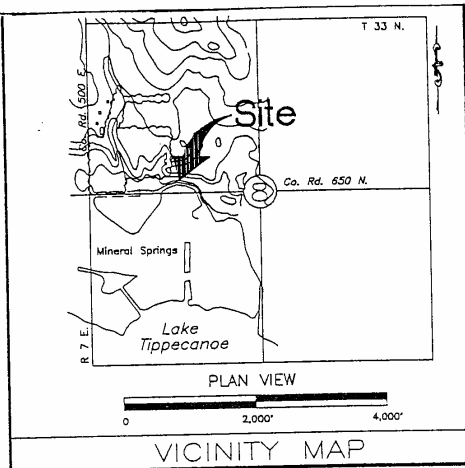 T 33 N.
Co. Rd. 500 E.
Site
Co. Rd. 650 N.
8
Mineral Springs
Lake
Tippecanoe
R 7 E.
PLAN VIEW
0 2,000' 4,000'
VICINITY MAP